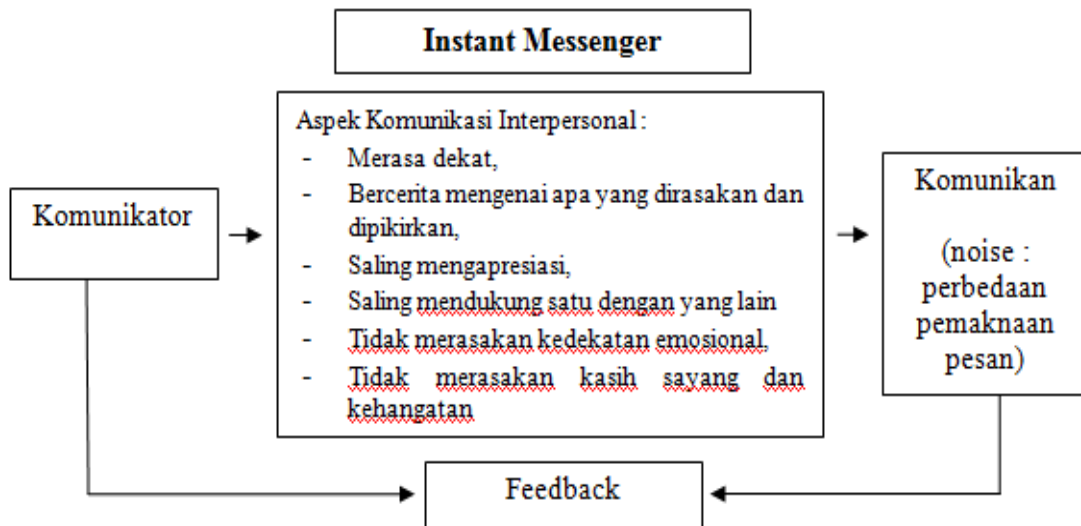 Instant Messenger
Aspek Komunikasi Interpersonal :
- Merasa dekat,
- Bercerita mengenai apa yang dirasakan dan
dipikirkan,
- Saling mengapresiasi,
- Saling mendukung satu dengan yang lain
- Tidak merasakan kedekatan emosional,
- Tidak merasakan kasih sayang dan
kehangatan
Komunikator
Komunikan
(noise :
perbedaan
pemaknaan
pesan)
Feedback